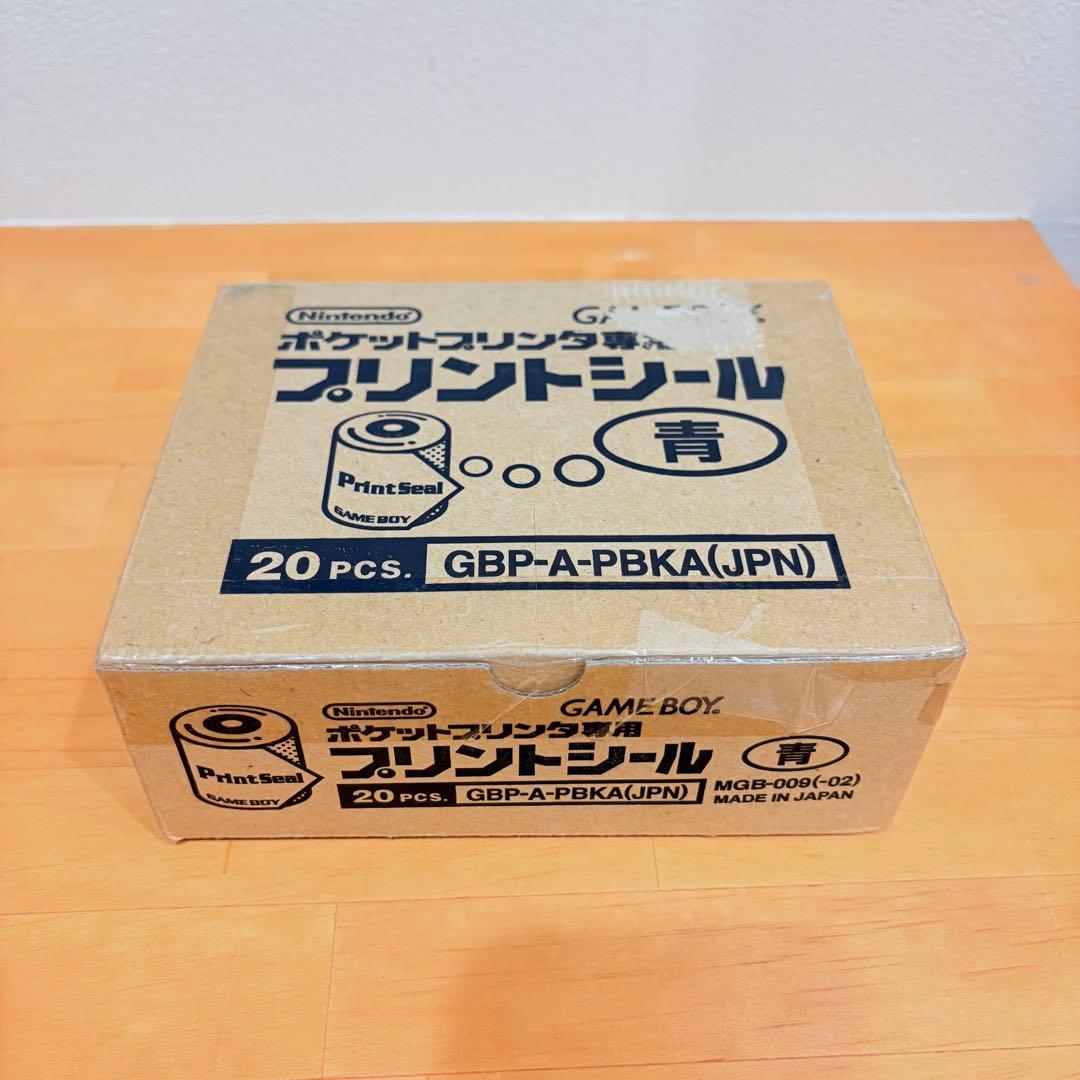 Nintendo
ポケットプリンタ専用
プリントシール
青
PrintSeal
GAME BOY
20 PCS. GBP-A-PBKA(JPN)
Nintendo GAME BOY
ポケットプリンタ専用
プリントシール
青
PrintSeal
GAME BOY
20 PCS. GBP-A-PBKA(JPN)
MGB-009(-02)
MADE IN JAPAN